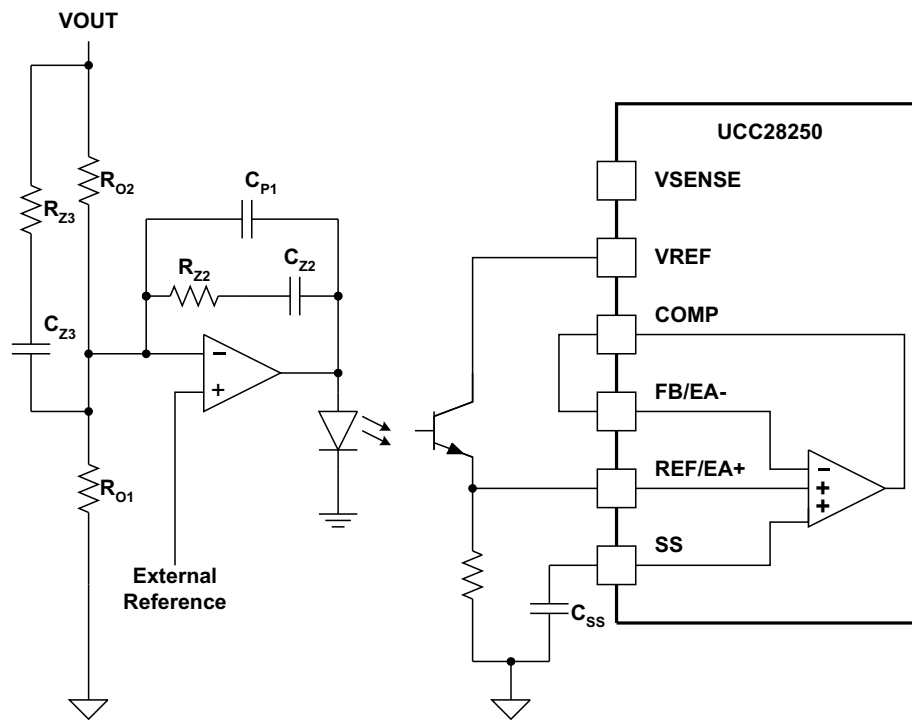 VOUT
UCC28250
RO2
CP1
VSENSE
RZ3
VREF
RZ2
CZ2
COMP
CZ3
−
+
FB/EA-
REF/EA+
−
+
+
RO1
SS
External
Reference
CSS